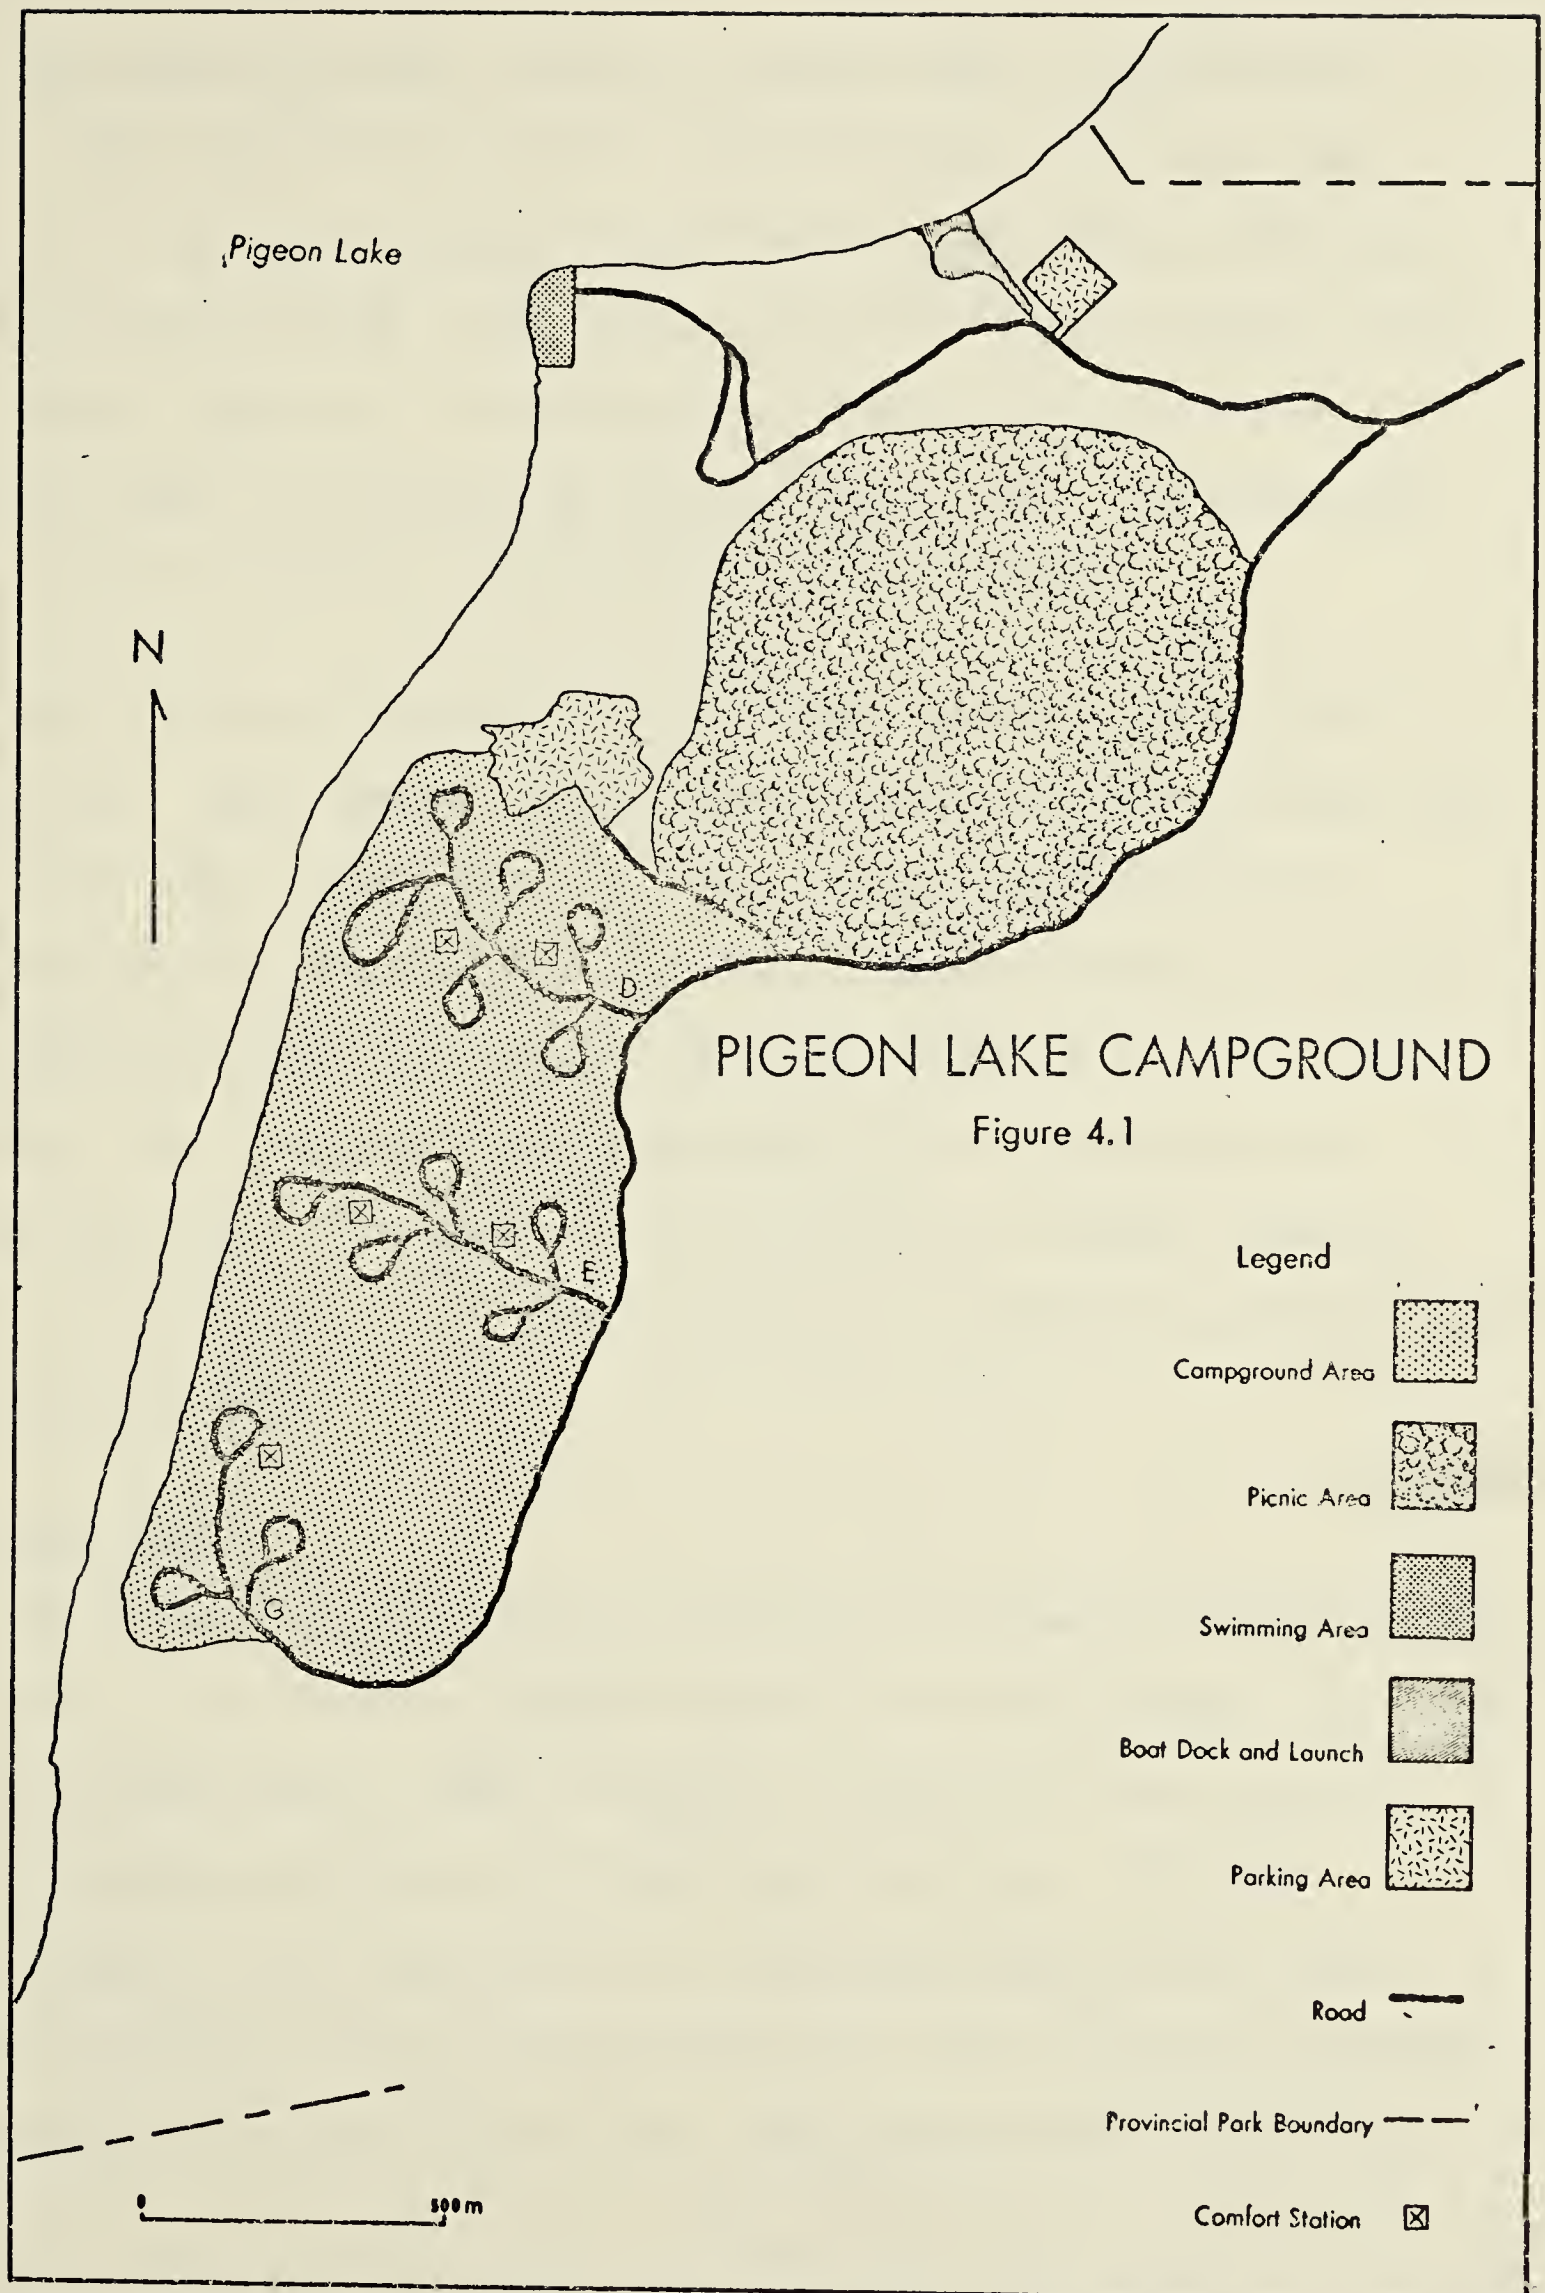 Pigeon Lake
N
D
PIGEON LAKE CAMPGROUND
Figure 4.1
E
G
Legend
Campground Area
Picnic Area
Swimming Area
Boat Dock and Launch
Parking Area
Road
Provincial Park Boundary
Comfort Station
0 500m